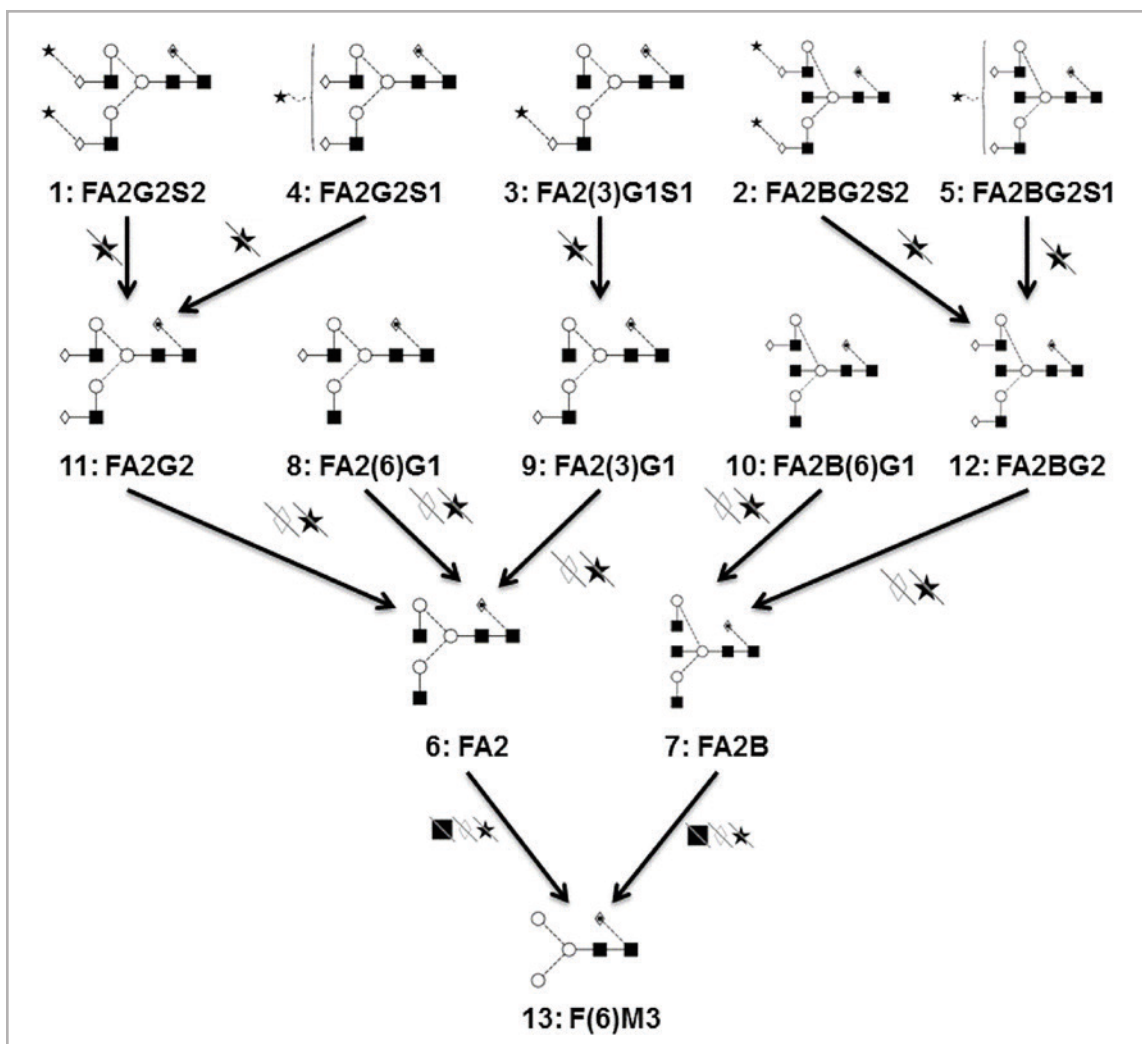 1: FA2G2S2
4: FA2G2S1
3: FA2(3)G1S1
2: FA2BG2S2
5: FA2BG2S1
11: FA2G2
8: FA2(6)G1
9: FA2(3)G1
10: FA2B(6)G1
12: FA2BG2
6: FA2
7: FA2B
13: F(6)M3